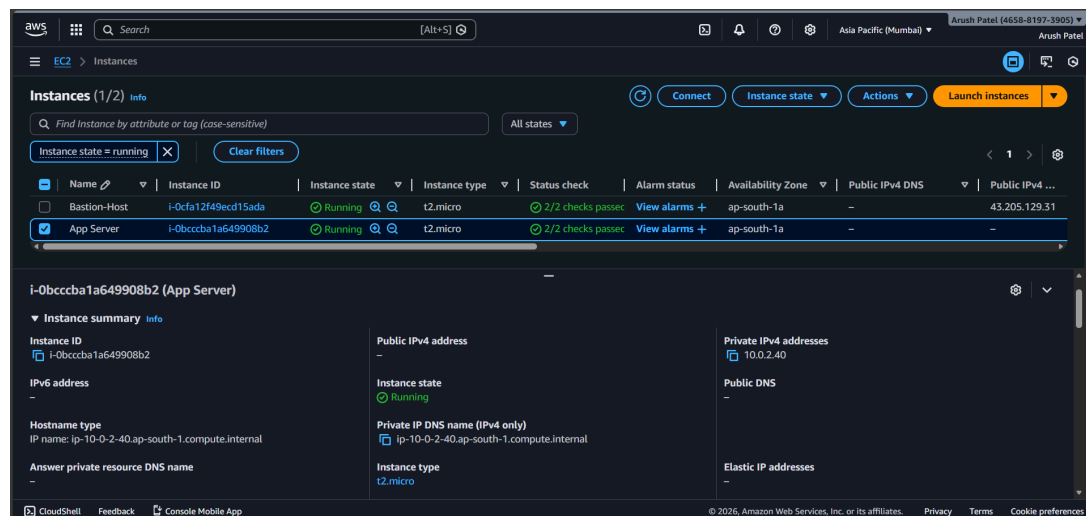 aws Search [Alt+S] Asia Pacific (Mumbai) Arush Patel (4658-8197-3905)
Arush Patel
EC2 > Instances
Instances (1/2) Info Connect Instance state Actions Launch instances
Find Instance by attribute or tag (case-sensitive) All states
Instance state = running Clear filters 1
Name Instance ID Instance state Instance type Status check Alarm status Availability Zone Public IPv4 DNS Public IPv4 ...
Bastion-Host i-0cfa12f49ecd15ada Running t2.micro 2/2 checks passec View alarms + ap-south-1a – 43.205.129.31
App Server i-0bcccba1a649908b2 Running t2.micro 2/2 checks passec View alarms + ap-south-1a – –
i-0bcccba1a649908b2 (App Server)
Instance summary Info
Instance ID Public IPv4 address Private IPv4 addresses
i-0bcccba1a649908b2 – 10.0.2.40
IPv6 address Instance state Public DNS
– Running –
Hostname type Private IP DNS name (IPv4 only)
IP name: ip-10-0-2-40.ap-south-1.compute.internal ip-10-0-2-40.ap-south-1.compute.internal
Answer private resource DNS name Instance type Elastic IP addresses
– t2.micro –
CloudShell Feedback Console Mobile App © 2026, Amazon Web Services, Inc. or its affiliates. Privacy Terms Cookie preferences